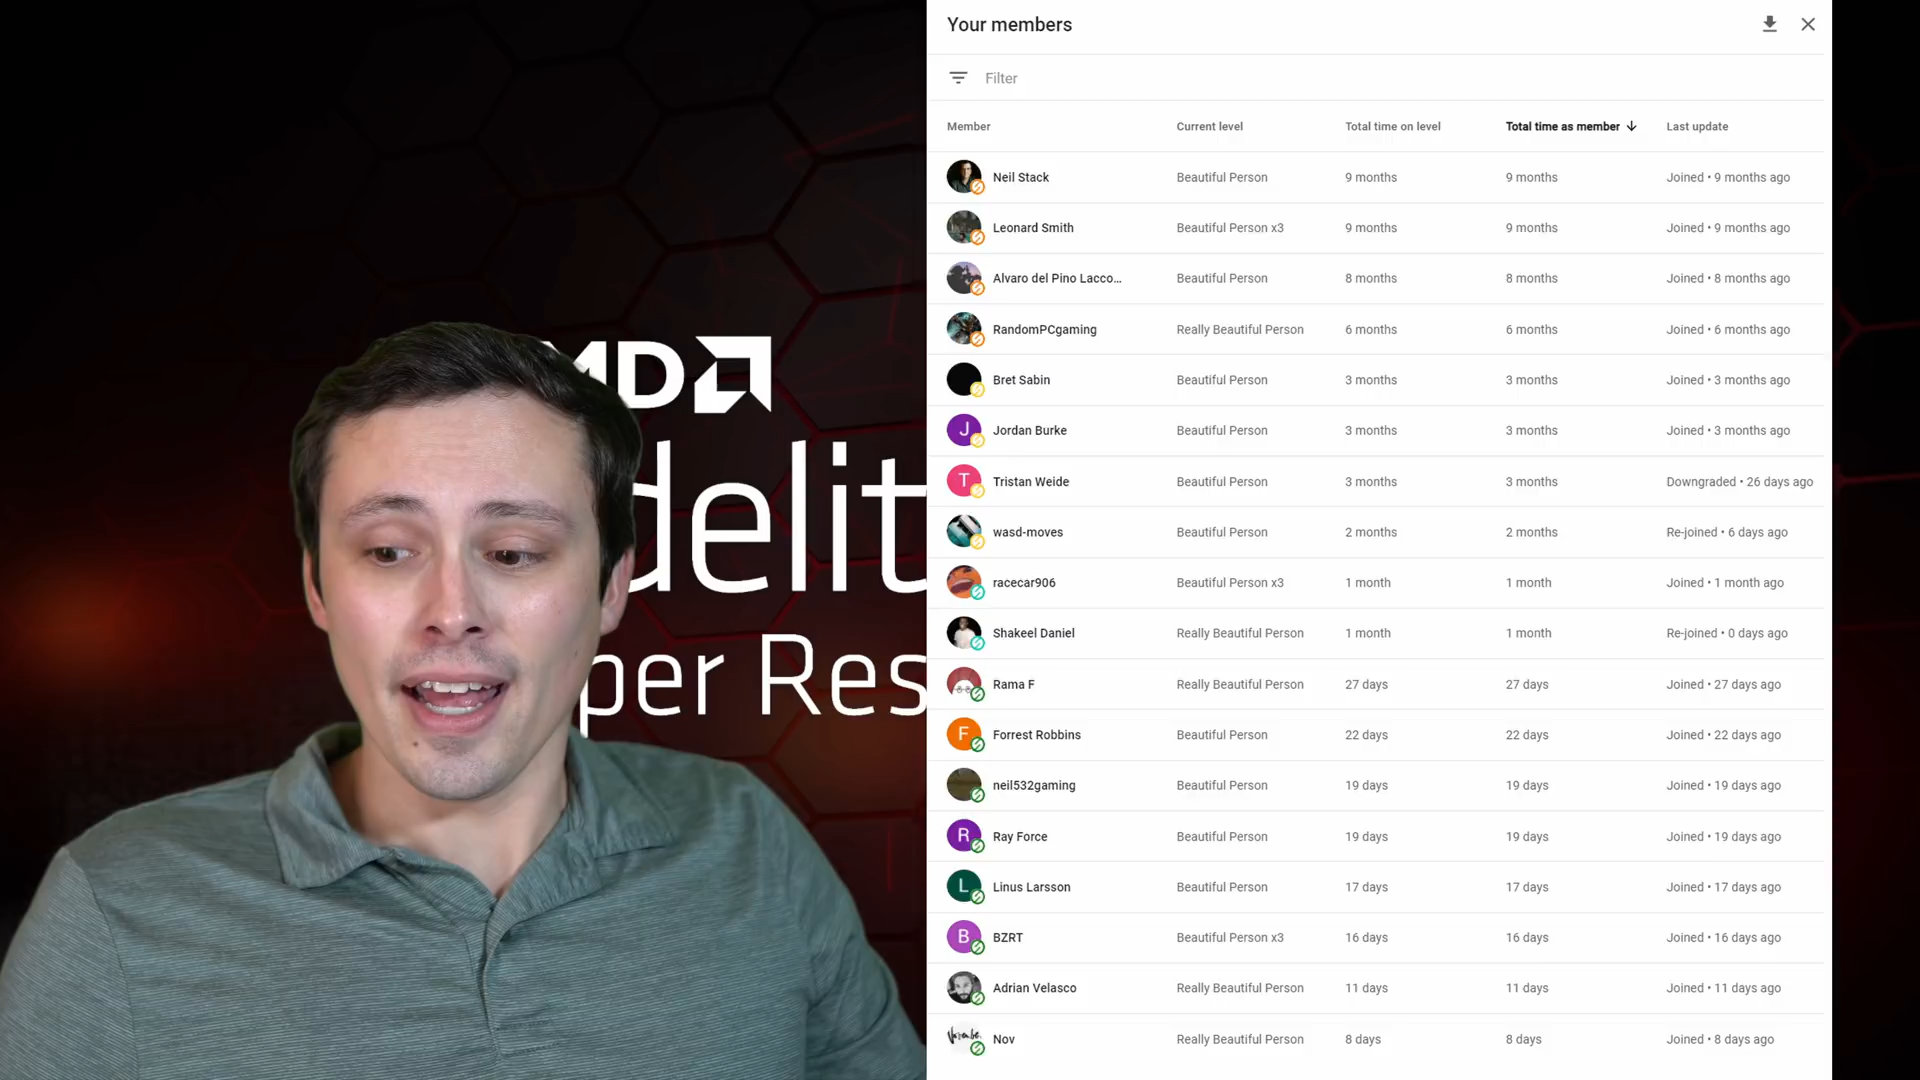 Your members
Filter
Member Current level Total time on level Total time as member Last update
Neil Stack Beautiful Person 9 months 9 months Joined • 9 months ago
Leonard Smith Beautiful Person x3 9 months 9 months Joined • 9 months ago
Alvaro del Pino Lacco... Beautiful Person 8 months 8 months Joined • 8 months ago
RandomPCgaming Really Beautiful Person 6 months 6 months Joined • 6 months ago
Bret Sabin Beautiful Person 3 months 3 months Joined • 3 months ago
J Jordan Burke Beautiful Person 3 months 3 months Joined • 3 months ago
T Tristan Weide Beautiful Person 3 months 3 months Downgraded • 26 days ago
wasd-moves Beautiful Person 2 months 2 months Re-joined • 6 days ago
racecar906 Beautiful Person x3 1 month 1 month Joined • 1 month ago
Shakeel Daniel Really Beautiful Person 1 month 1 month Re-joined • 0 days ago
Rama F Really Beautiful Person 27 days 27 days Joined • 27 days ago
F Forrest Robbins Beautiful Person 22 days 22 days Joined • 22 days ago
neil532gaming Beautiful Person 19 days 19 days Joined • 19 days ago
R Ray Force Beautiful Person 19 days 19 days Joined • 19 days ago
L Linus Larsson Beautiful Person 17 days 17 days Joined • 17 days ago
B BZRT Beautiful Person x3 16 days 16 days Joined • 16 days ago
Adrian Velasco Really Beautiful Person 11 days 11 days Joined • 11 days ago
November Nov Really Beautiful Person 8 days 8 days Joined • 8 days ago
MD
delit
per Res